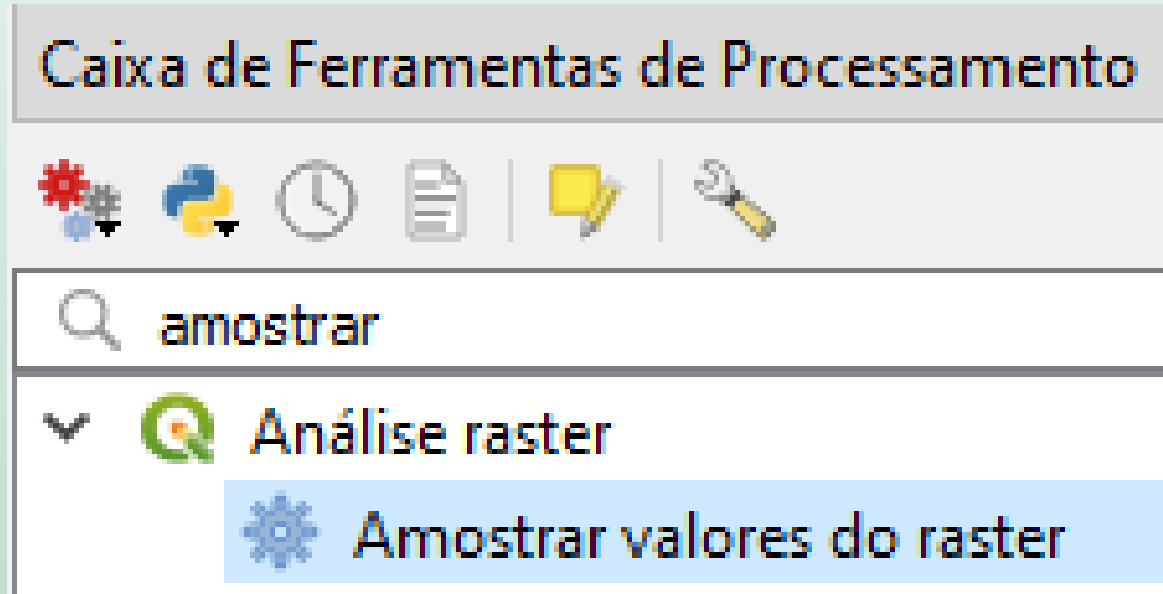 Caixa de Ferramentas de Processamento
amostrar
Análise raster
Amostrar valores do raster